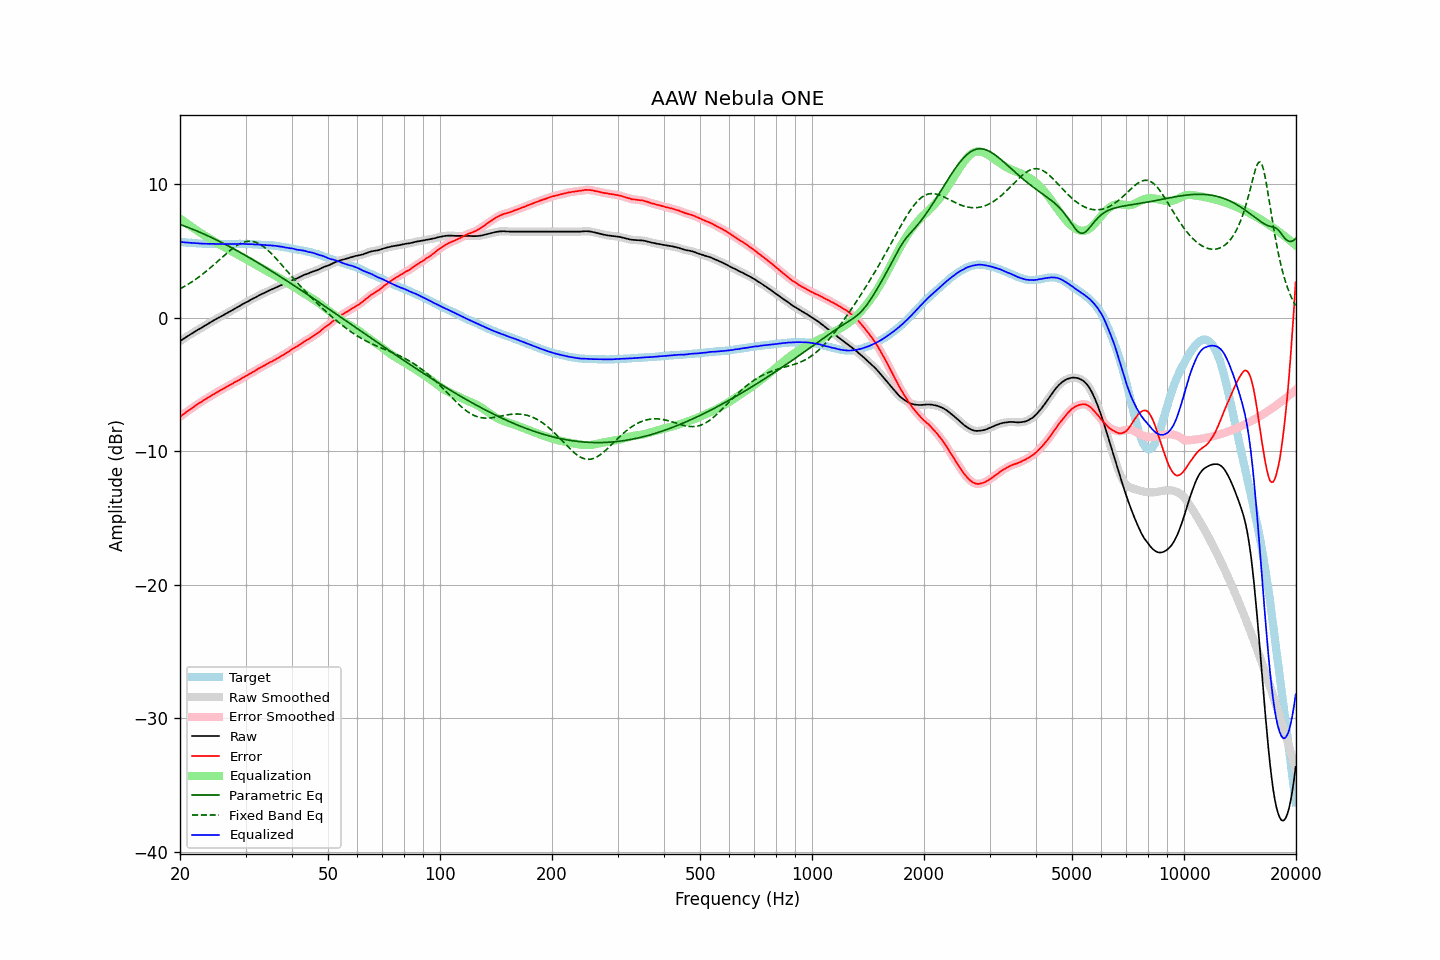 AAW Nebula ONE
Amplitude (dBr)
10
0
−10
−20
−30
−40
Target
Raw Smoothed
Error Smoothed
Raw
Error
Equalization
Parametric Eq
Fixed Band Eq
Equalized
20 50 100 200 500 1000 2000 5000 10000 20000
Frequency (Hz)